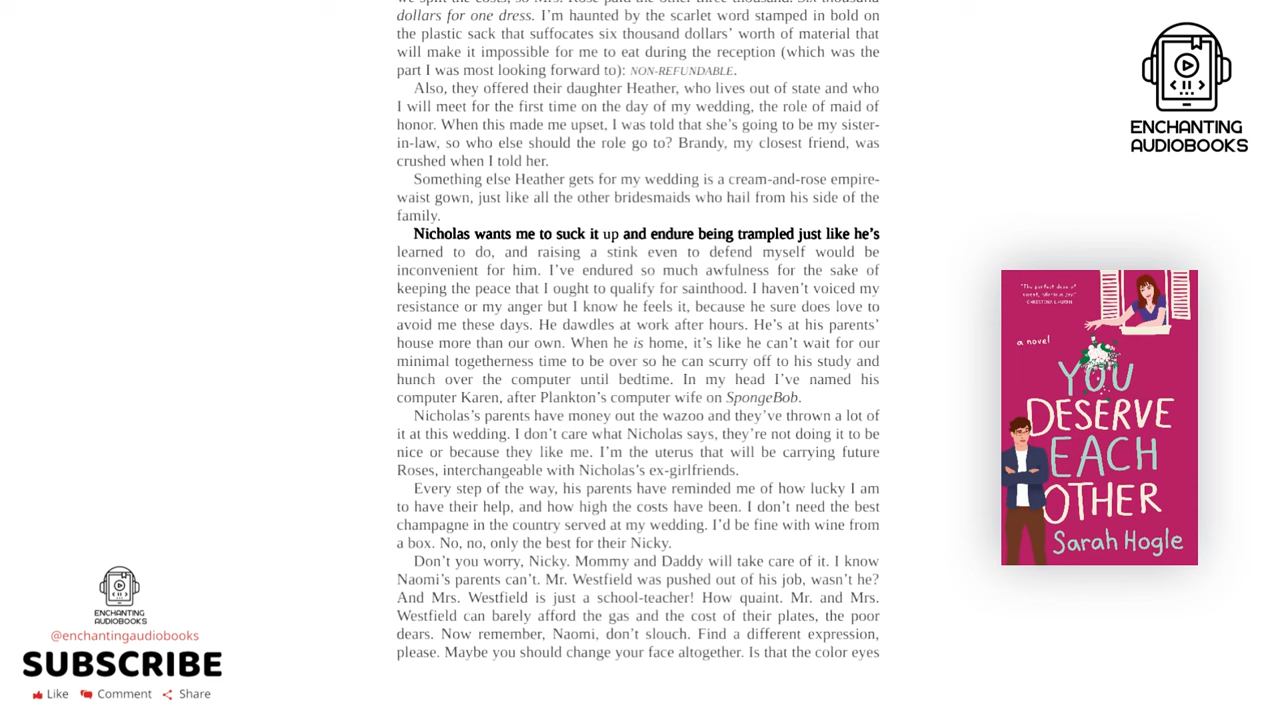 we split the costs, so Mrs. Rose paid the other three thousand. Six thousand
dollars for one dress. I'm haunted by the scarlet word stamped in bold on
the plastic sack that suffocates six thousand dollars' worth of material that
will make it impossible for me to eat during the reception (which was the
part I was most looking forward to): NON-REFUNDABLE.
Also, they offered their daughter Heather, who lives out of state and who
I will meet for the first time on the day of my wedding, the role of maid of
honor. When this made me upset, I was told that she's going to be my sister-
in-law, so who else should the role go to? Brandy, my closest friend, was
crushed when I told her.
Something else Heather gets for my wedding is a cream-and-rose empire-
waist gown, just like all the other bridesmaids who hail from his side of the
family.
Nicholas wants me to suck it up and endure being trampled just like he's
learned to do, and raising a stink even to defend myself would be
inconvenient for him. I've endured so much awfulness for the sake of
keeping the peace that I ought to qualify for sainthood. I haven't voiced my
resistance or my anger but I know he feels it, because he sure does love to
avoid me these days. He dawdles at work after hours. He's at his parents'
house more than our own. When he is home, it's like he can't wait for our
minimal togetherness time to be over so he can scurry off to his study and
hunch over the computer until bedtime. In my head I've named his
computer Karen, after Plankton's computer wife on SpongeBob.
Nicholas's parents have money out the wazoo and they've thrown a lot of
it at this wedding. I don't care what Nicholas says, they're not doing it to be
nice or because they like me. I'm the uterus that will be carrying future
Roses, interchangeable with Nicholas's ex-girlfriends.
Every step of the way, his parents have reminded me of how lucky I am
to have their help, and how high the costs have been. I don't need the best
champagne in the country served at my wedding. I'd be fine with wine from
a box. No, no, only the best for their Nicky.
Don't you worry, Nicky. Mommy and Daddy will take care of it. I know
Naomi's parents can't. Mr. Westfield was pushed out of his job, wasn't he?
And Mrs. Westfield is just a school-teacher! How quaint. Mr. and Mrs.
Westfield can barely afford the gas and the cost of their plates, the poor
dears. Now remember, Naomi, don't slouch. Find a different expression,
please. Maybe you should change your face altogether. Is that the color eyes
ENCHANTING
AUDIOBOOKS
a novel
YOU
DESERVE
EACH
OTHER
Sarah Hogle
ENCHANTING
AUDIOBOOKS
@enchantingaudiobooks
SUBSCRIBE
Like Comment Share